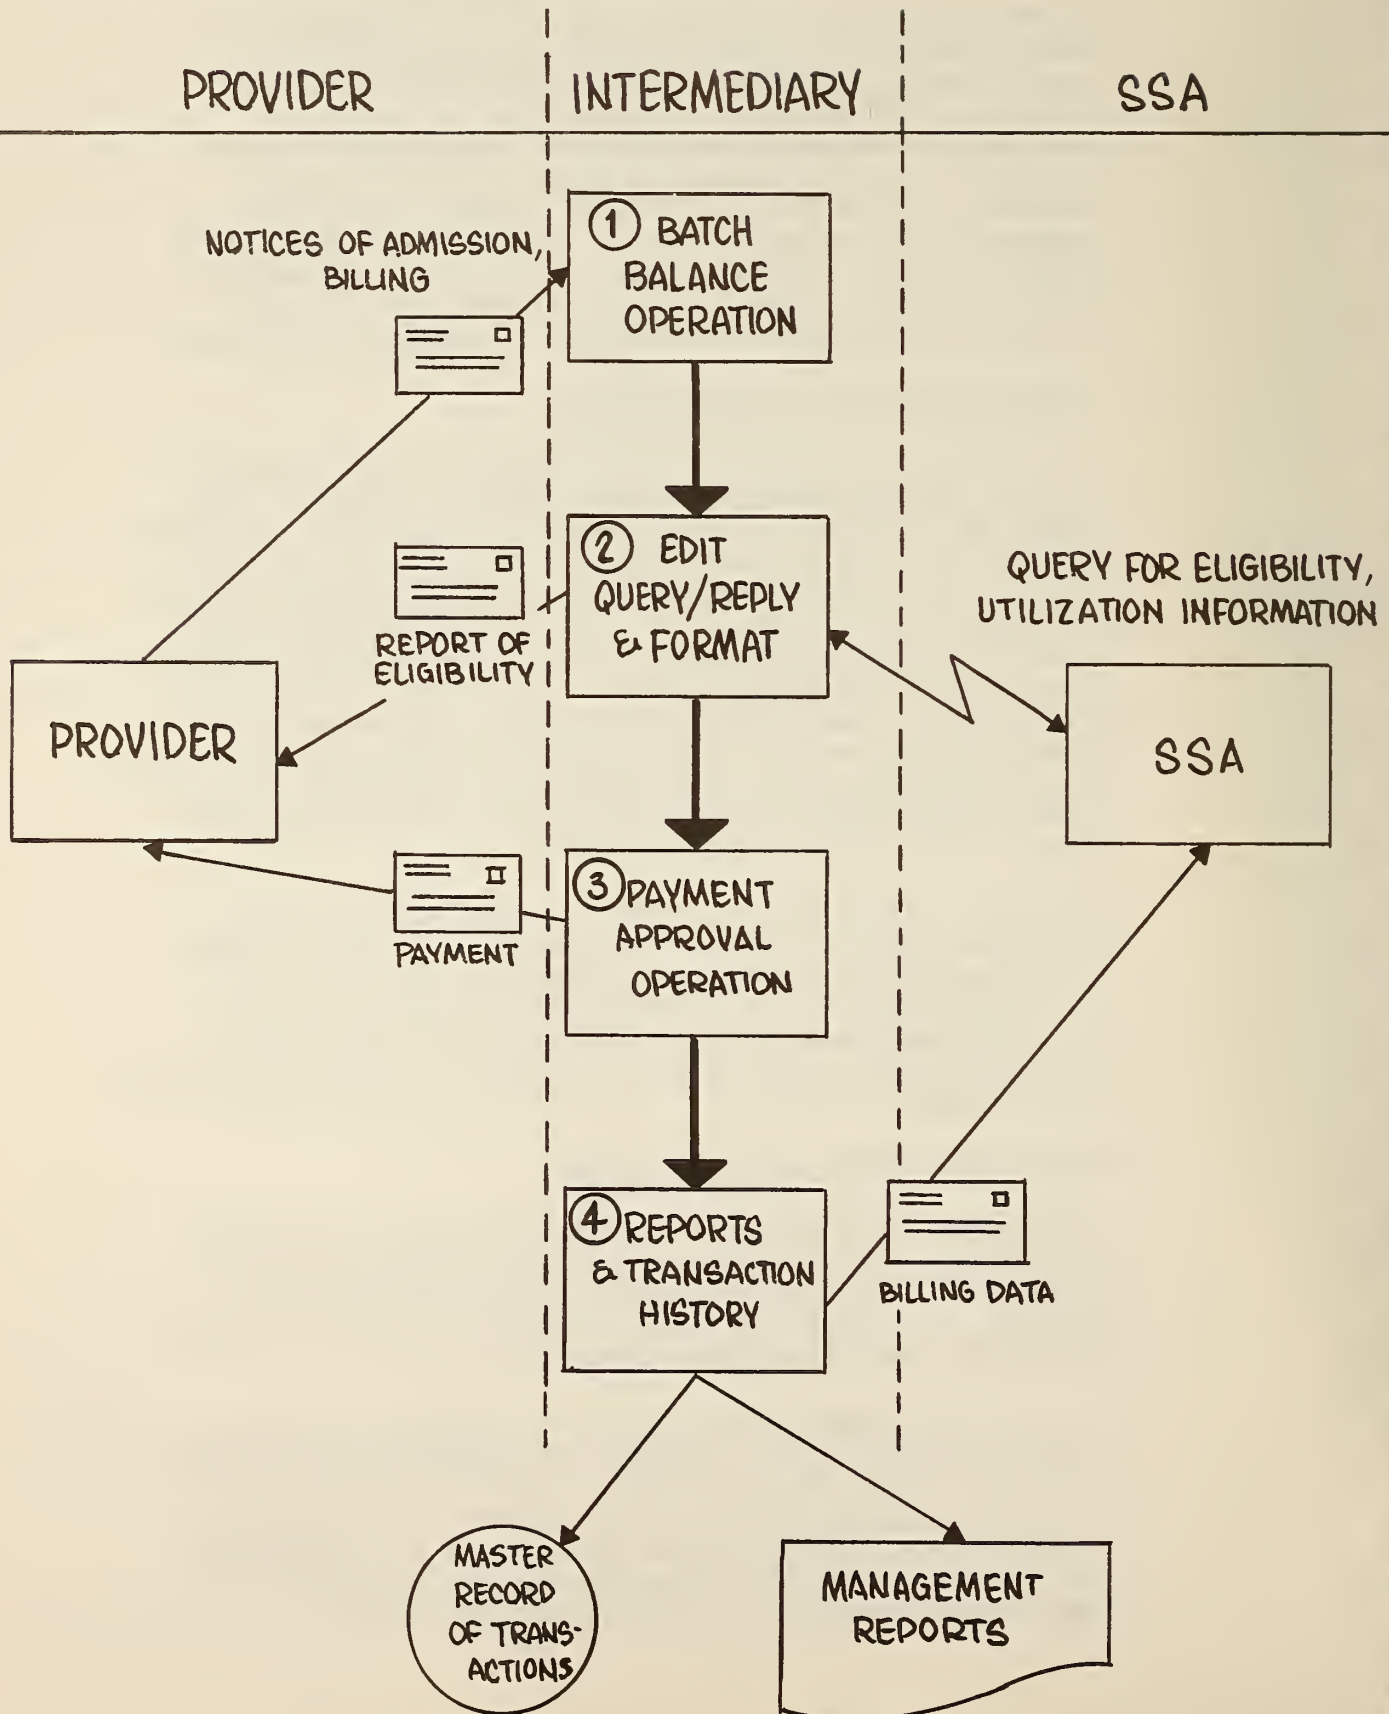 PROVIDER
INTERMEDIARY
SSA
NOTICES OF ADMISSION,
BILLING
1 BATCH
BALANCE
OPERATION
2 EDIT
QUERY/REPLY
& FORMAT
QUERY FOR ELIGIBILITY,
UTILIZATION INFORMATION
REPORT OF
ELIGIBILITY
PROVIDER
SSA
3 PAYMENT
APPROVAL
OPERATION
PAYMENT
4 REPORTS
& TRANSACTION
HISTORY
BILLING DATA
MASTER
RECORD
OF TRANS-
ACTIONS
MANAGEMENT
REPORTS